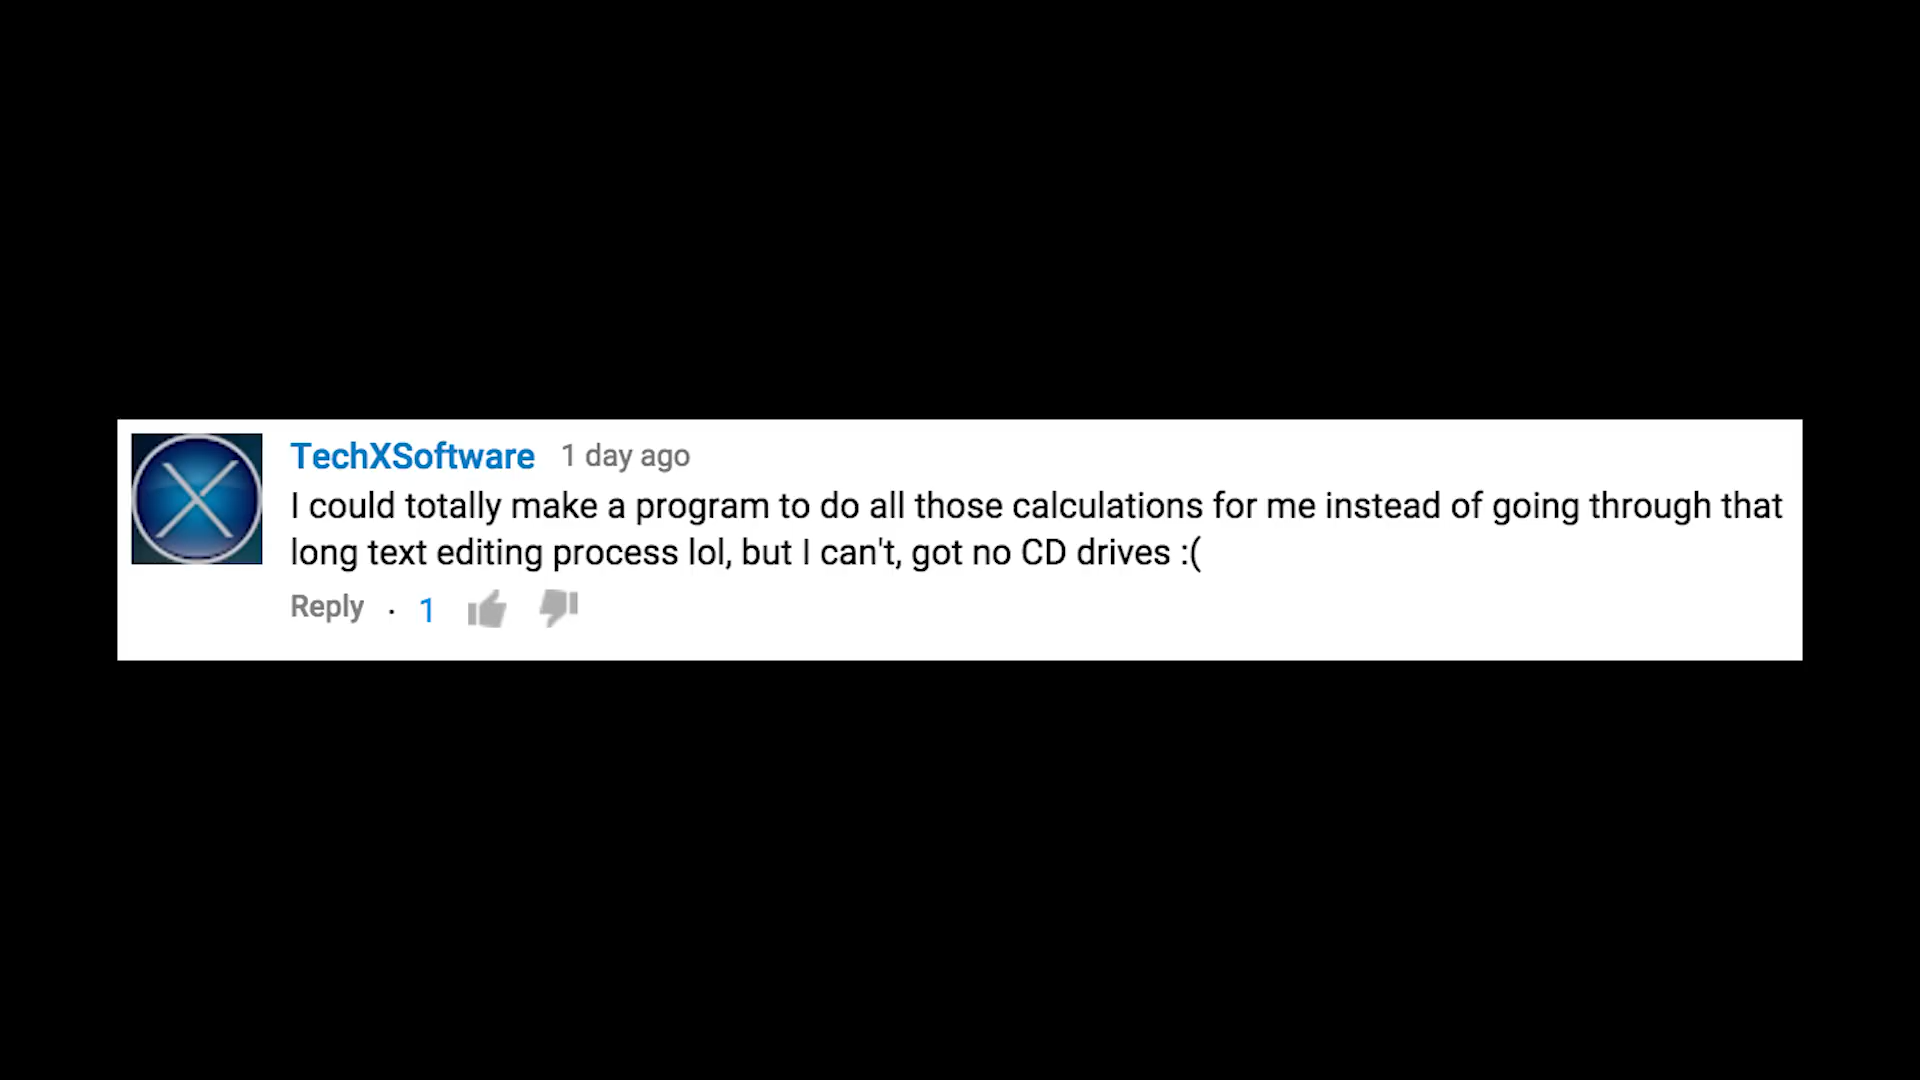 TechXSoftware 1 day ago
I could totally make a program to do all those calculations for me instead of going through that
long text editing process lol, but I can't, got no CD drives :(
Reply · 1